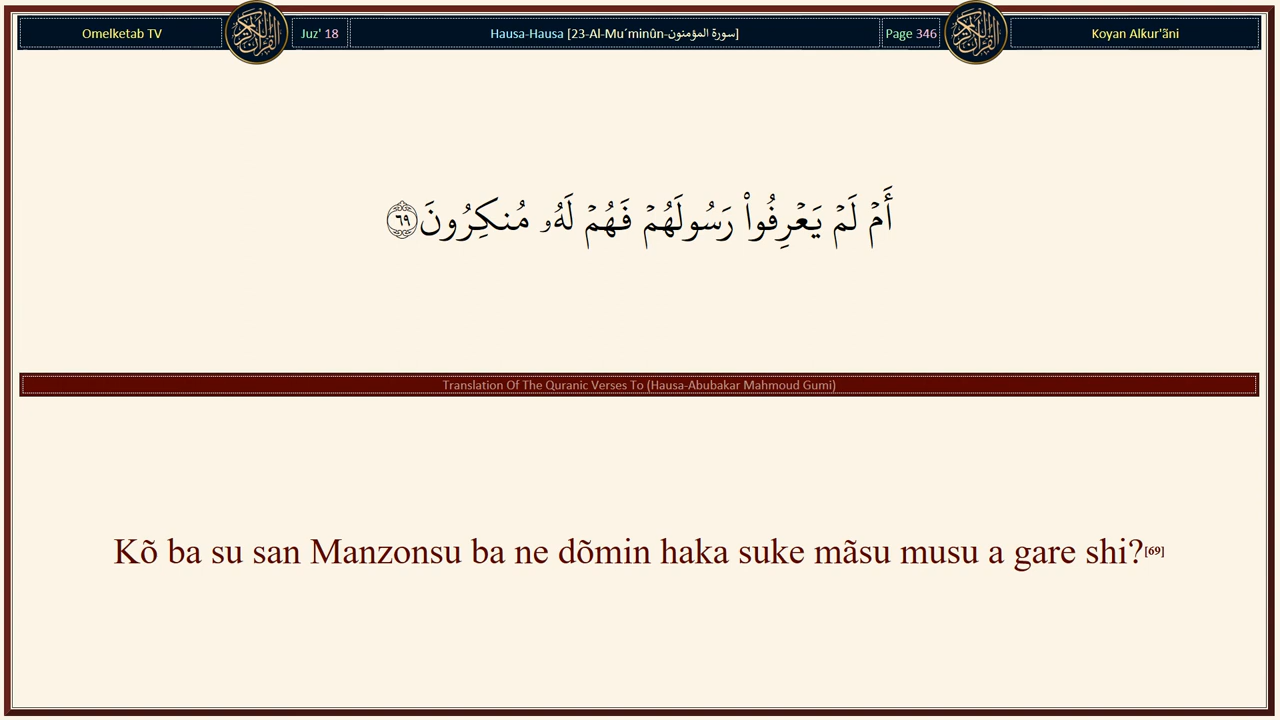 Omelketab TV
Juz' 18
Hausa-Hausa [23-Al-Mu´minûn-سورة المؤمنون]
Page 346
Koyan Alƙur'ãni
أَمۡ لَمۡ يَعۡرِفُواْ رَسُولَهُمۡ فَهُمۡ لَهُۥ مُنكِرُونَ ٦٩
Translation Of The Quranic Verses To (Hausa-Abubakar Mahmoud Gumi)
Kõ ba su san Manzonsu ba ne dõmin haka suke mãsu musu a gare shi?[69]